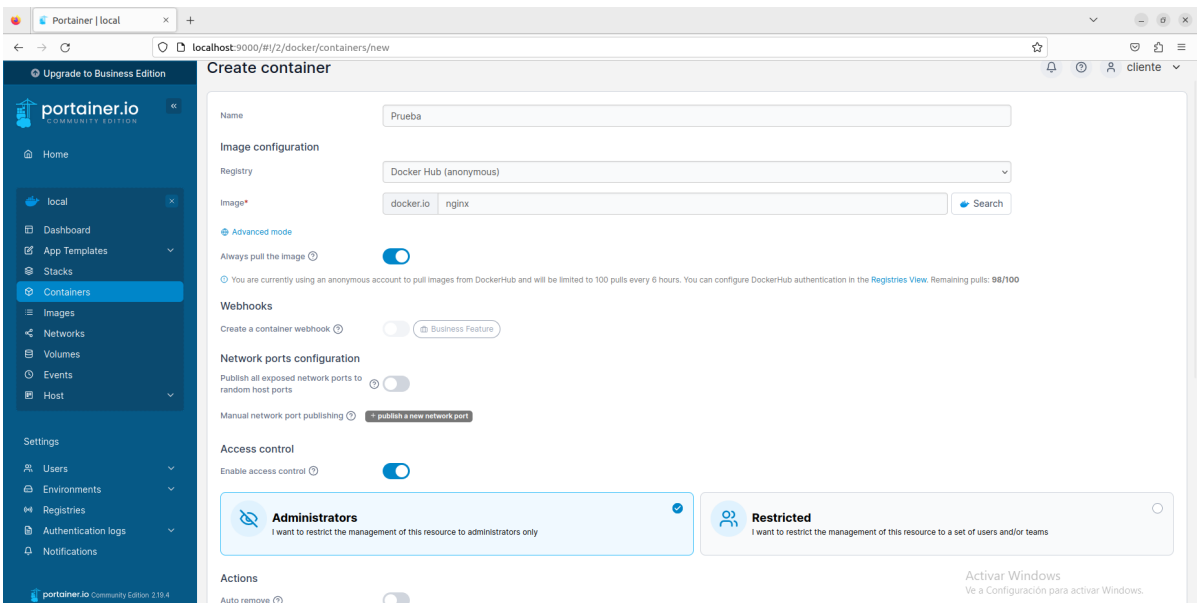 Portainer | local
localhost:9000/#!/2/docker/containers/new
Upgrade to Business Edition
portainer.io
COMMUNITY EDITION
Home
local
Dashboard
App Templates
Stacks
Containers
Images
Networks
Volumes
Events
Host
Settings
Users
Environments
Registries
Authentication logs
Notifications
portainer.io Community Edition 2.19.4
Create container
cliente
Name
Prueba
Image configuration
Registry
Docker Hub (anonymous)
Image*
docker.io
nginx
Search
Advanced mode
Always pull the image
You are currently using an anonymous account to pull images from DockerHub and will be limited to 100 pulls every 6 hours. You can configure DockerHub authentication in the Registries View. Remaining pulls: 98/100
Webhooks
Create a container webhook
Business Feature
Network ports configuration
Publish all exposed network ports to
random host ports
Manual network port publishing
+ publish a new network port
Access control
Enable access control
Administrators
I want to restrict the management of this resource to administrators only
Restricted
I want to restrict the management of this resource to a set of users and/or teams
Actions
Auto remove
Activar Windows
Ve a Configuración para activar Windows.